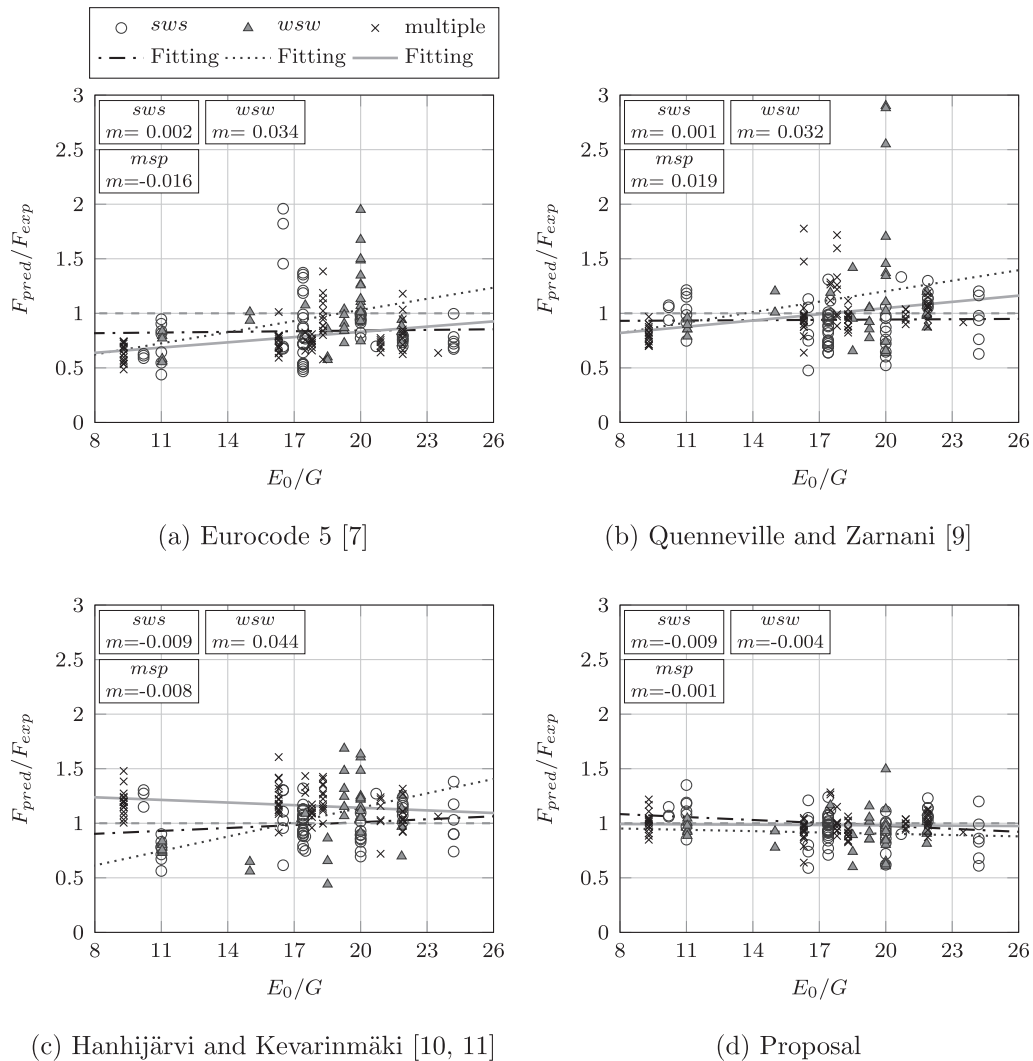 sws wsw multiple
Fitting Fitting Fitting
sws wsw
m= 0.002 m= 0.034
msp
m=-0.016
3
2.5
2
1.5
1
0.5
0
F_pred/F_exp
8 11 14 17 20 23 26
E_0/G
(a) Eurocode 5 [7]
sws wsw
m= 0.001 m= 0.032
msp
m= 0.019
3
2.5
2
1.5
1
0.5
0
F_pred/F_exp
8 11 14 17 20 23 26
E_0/G
(b) Quenneville and Zarnani [9]
sws wsw
m=-0.009 m= 0.044
msp
m=-0.008
3
2.5
2
1.5
1
0.5
0
F_pred/F_exp
8 11 14 17 20 23 26
E_0/G
(c) Hanhijärvi and Kevarinmäki [10, 11]
sws wsw
m=-0.009 m=-0.004
msp
m=-0.001
3
2.5
2
1.5
1
0.5
0
F_pred/F_exp
8 11 14 17 20 23 26
E_0/G
(d) Proposal